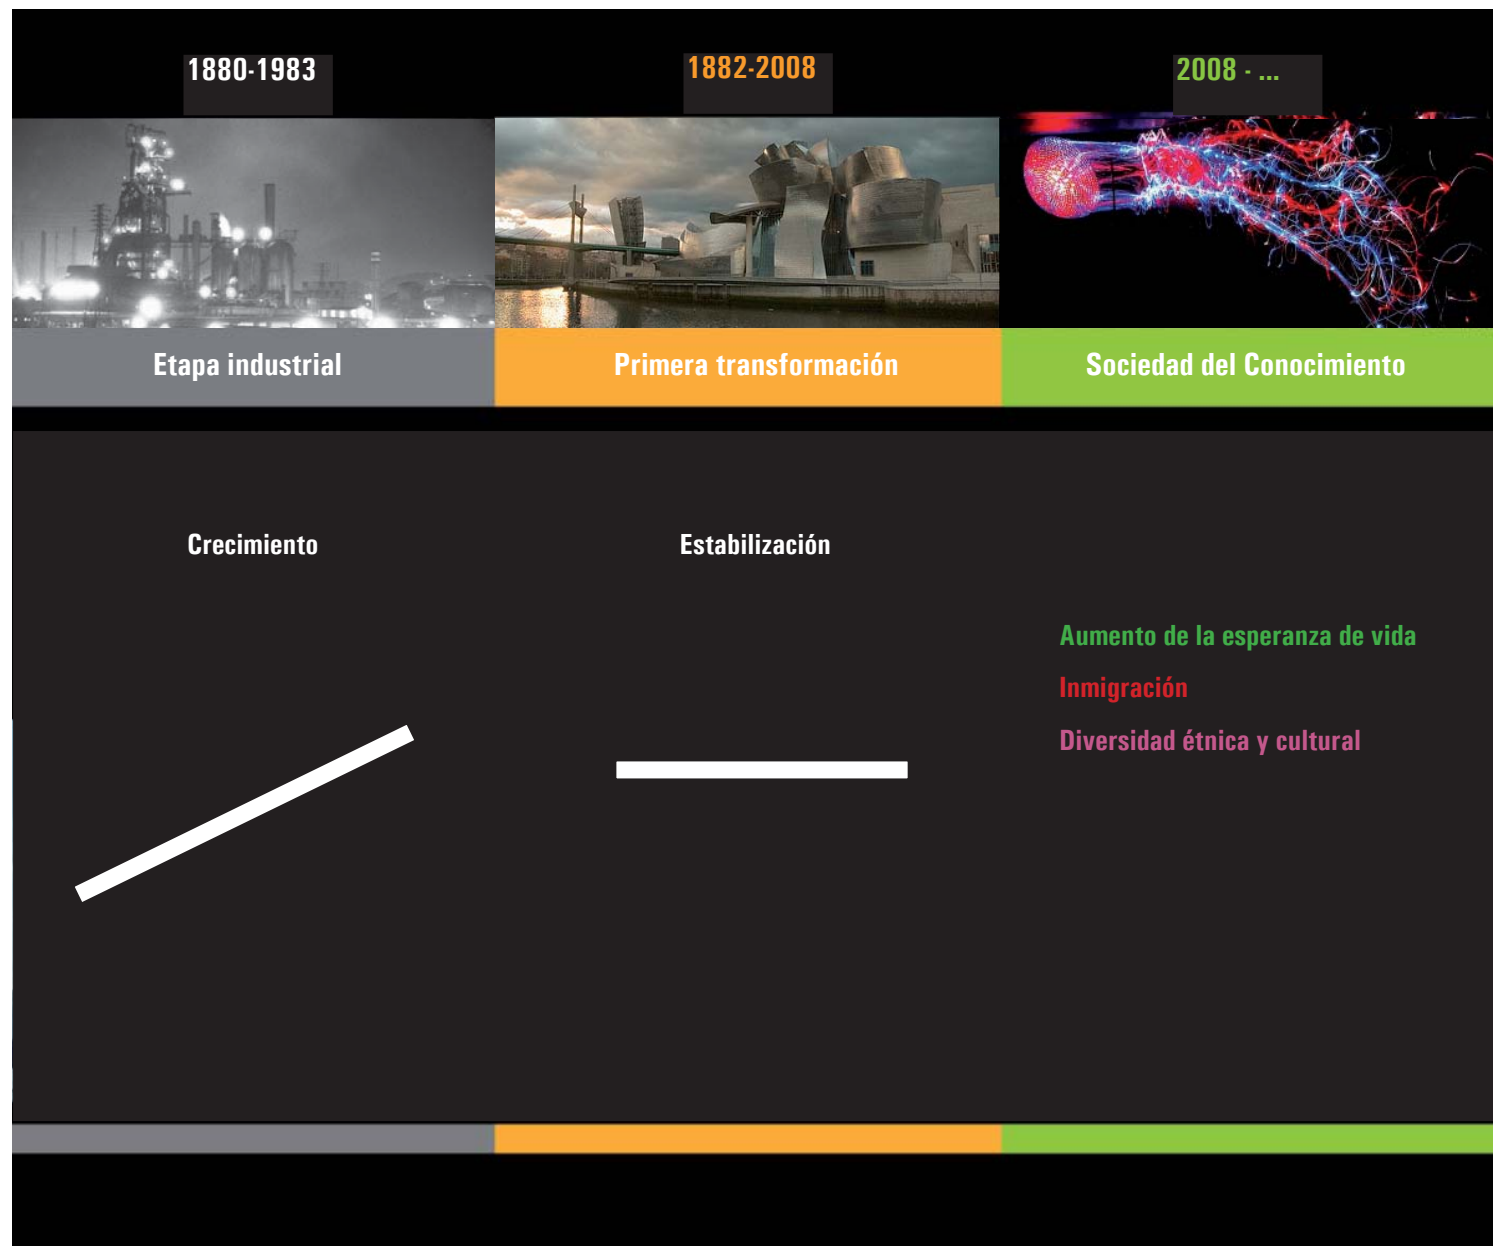 1880-1983
1882-2008
2008 - ...
Etapa industrial
Primera transformación
Sociedad del Conocimiento
Crecimiento
Estabilización
Aumento de la esperanza de vida
Inmigración
Diversidad étnica y cultural